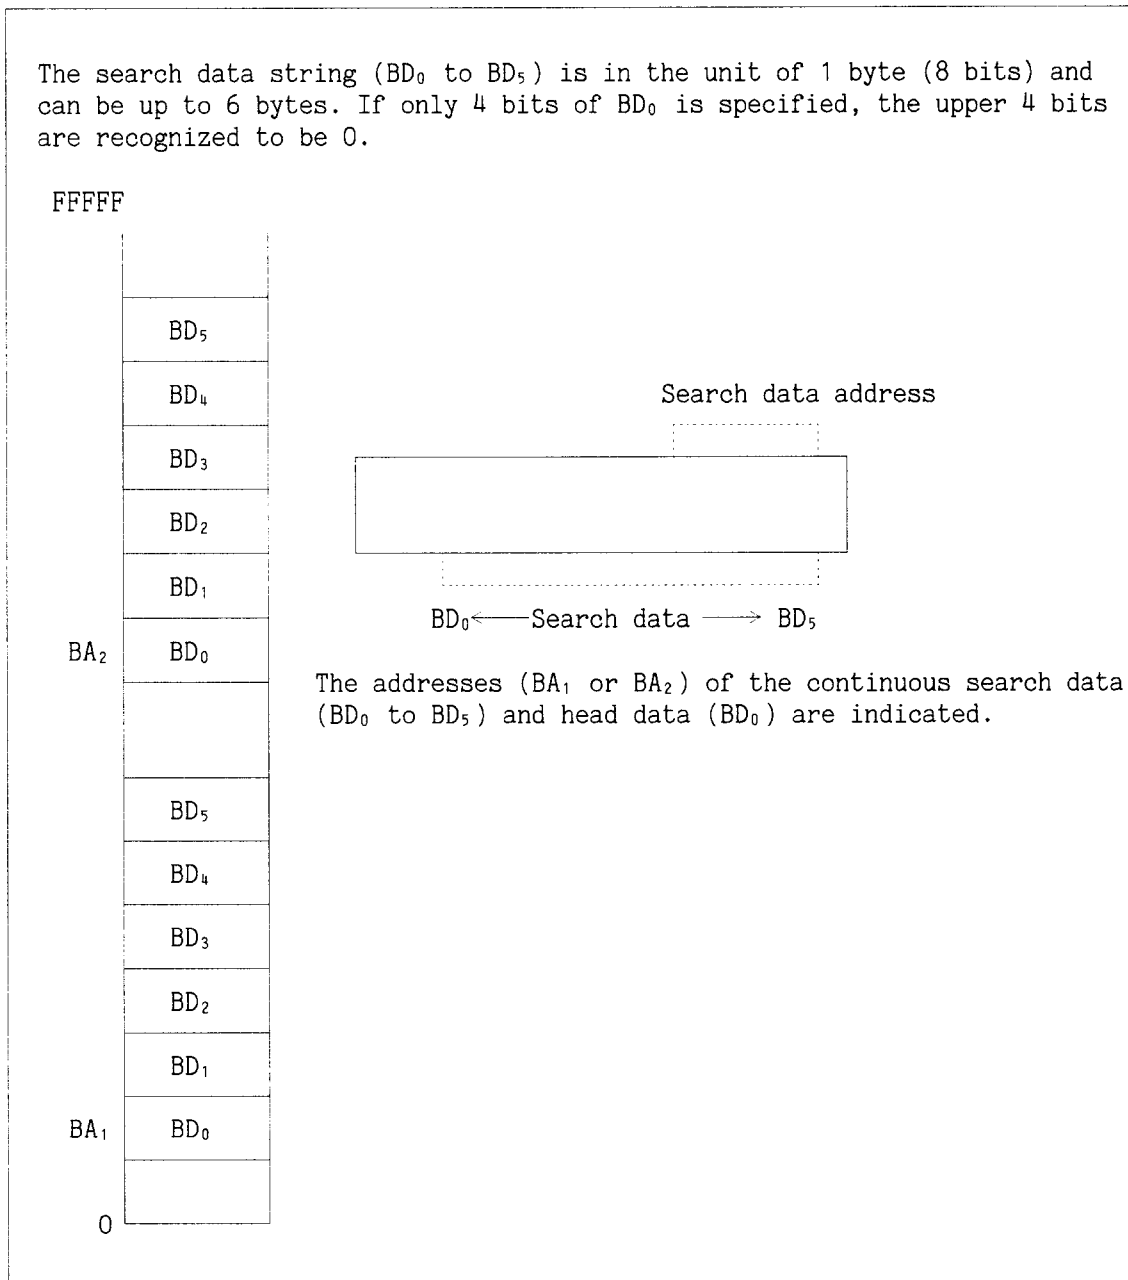 The search data string (BD₀ to BD₅) is in the unit of 1 byte (8 bits) and
can be up to 6 bytes. If only 4 bits of BD₀ is specified, the upper 4 bits
are recognized to be 0.
FFFFF
BD₅
BD₄
Search data address
BD₃
BD₂
BD₁
BD₀←Search data → BD₅
BA₂ BD₀
The addresses (BA₁ or BA₂) of the continuous search data
(BD₀ to BD₅) and head data (BD₀) are indicated.
BD₅
BD₄
BD₃
BD₂
BD₁
BA₁ BD₀
0